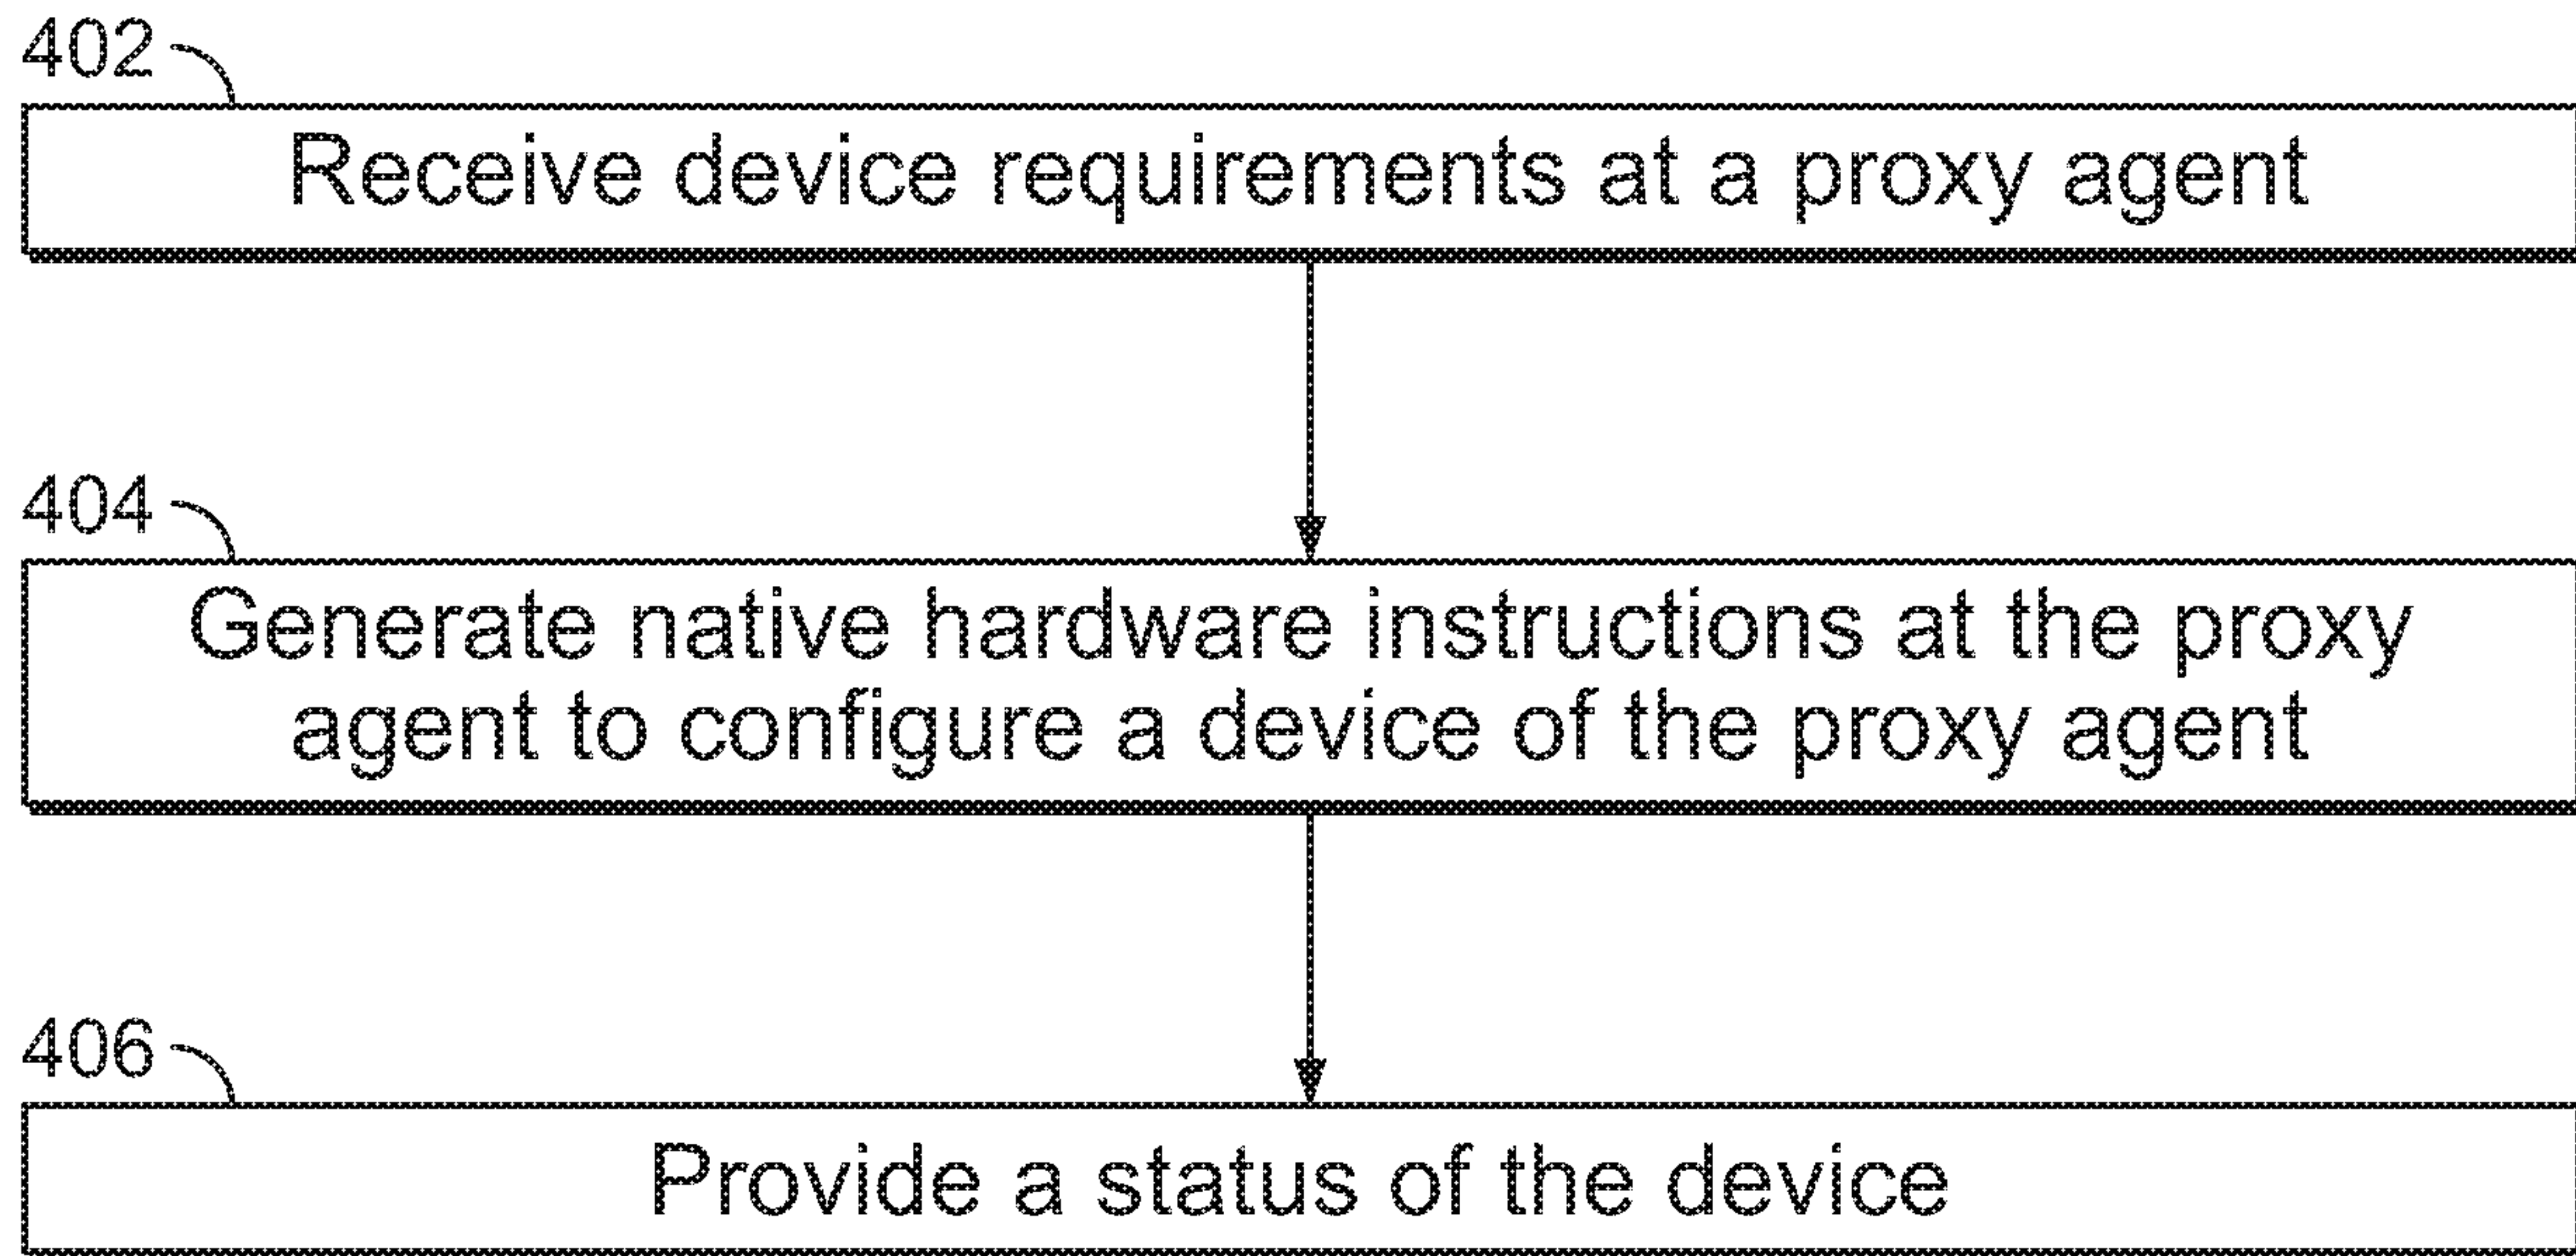 402
Receive device requirements at a proxy agent
404
Generate native hardware instructions at the proxy
agent to configure a device of the proxy agent
406
Provide a status of the device